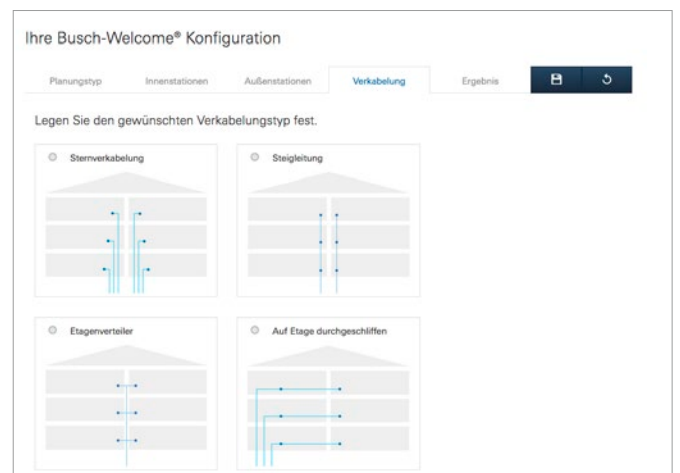 Ihre Busch-Welcome® Konfiguration
Planungstyp Innenstationen Außenstationen Verkabelung Ergebnis
Legen Sie den gewünschten Verkabelungstyp fest.
Sternverkabelung Steigleitung
Etagenverteiler Auf Etage durchgeschliffen